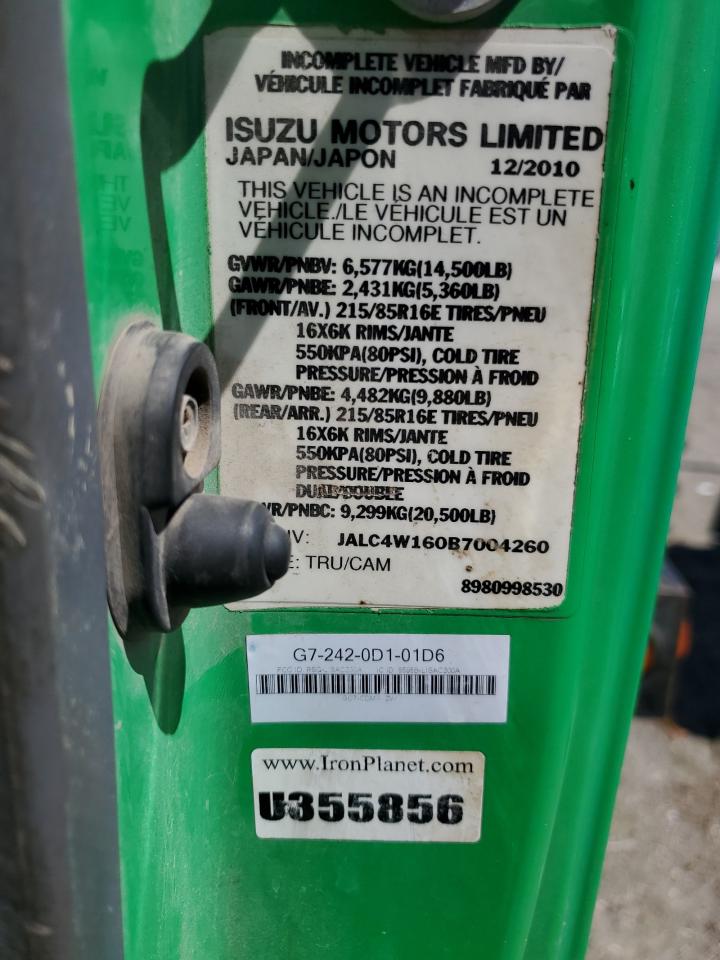 INCOMPLETE VEHICLE MFD BY/
VÉHICULE INCOMPLET FABRIQUÉ PAR
ISUZU MOTORS LIMITED
JAPAN/JAPON 12/2010
THIS VEHICLE IS AN INCOMPLETE
VEHICLE./LE VÉHICULE EST UN
VÉHICULE INCOMPLET.
GVWR/PNBV: 6,577KG(14,500LB)
GAWR/PNBE: 2,431KG(5,360LB)
(FRONT/AV.) 215/85R16E TIRES/PNEU
16X6K RIMS/JANTE
550KPA(80PSI), COLD TIRE
PRESSURE/PRESSION À FROID
GAWR/PNBE: 4,482KG(9,880LB)
(REAR/ARR.) 215/85R16E TIRES/PNEU
16X6K RIMS/JANTE
550KPA(80PSI), COLD TIRE
PRESSURE/PRESSION À FROID
DUAL/DOUBLE
WR/PNBC: 9,299KG(20,500LB)
IV: JALC4W160B7004260
E: TRU/CAM
8980998530
G7-242-0D1-01D6
www.IronPlanet.com
U355856